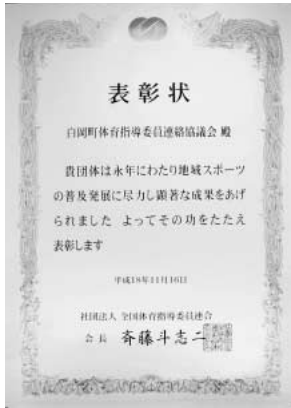 表彰状
白岡町体育指導委員連絡協議会 殿
貴団体は永年にわたり地域スポーツ
の普及発展に尽力し顕著な成果をあげ
られました よってその功をたたえ
表彰します
平成18年11月16日
社団法人 全国体育指導委員連合
会長 斉藤斗志二